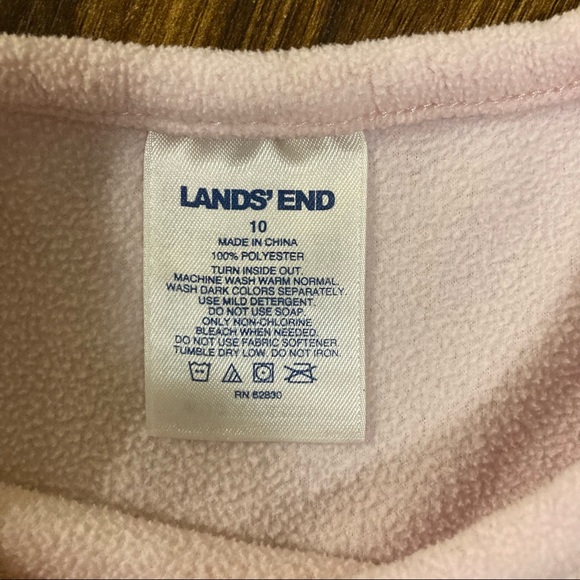 LANDS' END
10
MADE IN CHINA
100% POLYESTER
TURN INSIDE OUT.
MACHINE WASH WARM NORMAL.
WASH DARK COLORS SEPARATELY.
USE MILD DETERGENT.
DO NOT USE SOAP.
ONLY NON-CHLORINE
BLEACH WHEN NEEDED.
DO NOT USE FABRIC SOFTENER.
TUMBLE DRY LOW. DO NOT IRON.
RN 62830